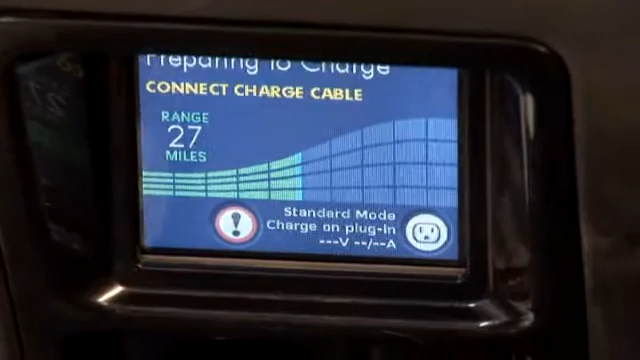 Preparing to Charge
CONNECT CHARGE CABLE
RANGE
27
MILES
Standard Mode
Charge on plug-in
---V --/--A